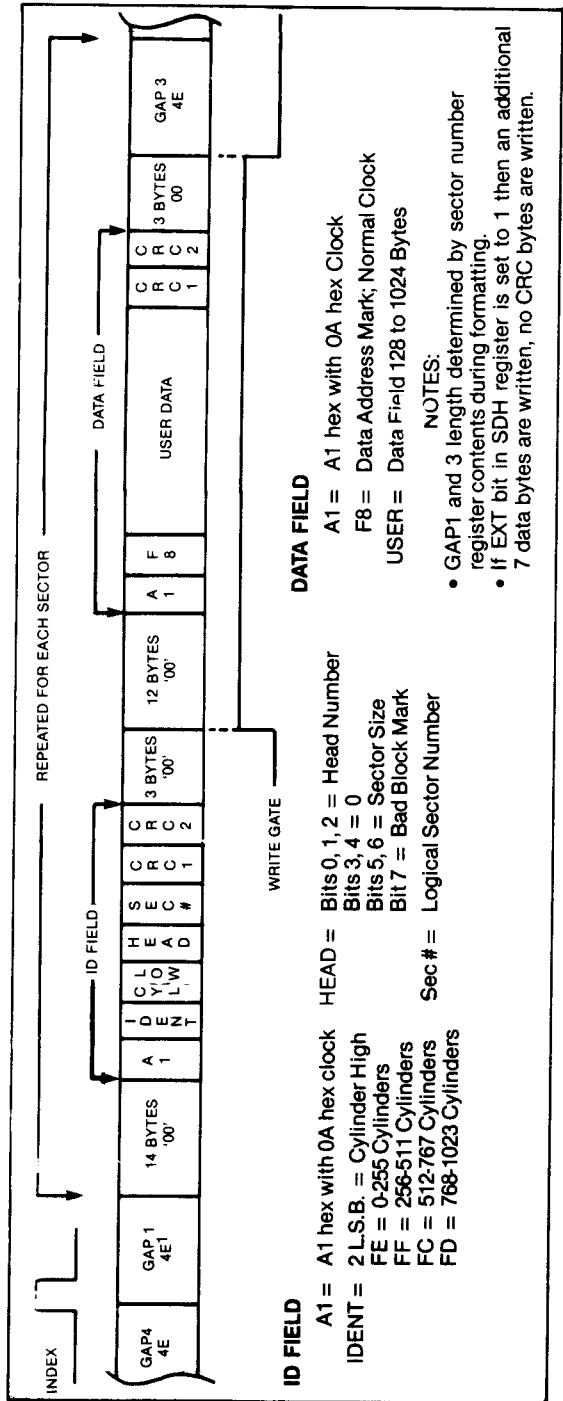 REPEATED FOR EACH SECTOR
INDEX
ID FIELD
DATA FIELD
GAP4
4E
GAP 1
4E¹
14 BYTES
'00'
A
1
I
D
E
N
T
C L
Y O
L W
H
E
A
D
S
E
C
#
C
R
C
1
C
R
C
2
3 BYTES
'00'
12 BYTES
'00'
A
1
F
8
USER DATA
C
R
C
1
C
R
C
2
3 BYTES
00
GAP 3
4E
WRITE GATE
ID FIELD
A1 = A1 hex with 0A hex clock
IDENT = 2 L.S.B. = Cylinder High
FE = 0-255 Cylinders
FF = 256-511 Cylinders
FC = 512-767 Cylinders
FD = 768-1023 Cylinders
HEAD = Bits 0, 1, 2 = Head Number
Bits 3, 4 = 0
Bits 5, 6 = Sector Size
Bit 7 = Bad Block Mark
Sec # = Logical Sector Number
DATA FIELD
A1 = A1 hex with 0A hex Clock
F8 = Data Address Mark; Normal Clock
USER = Data Field 128 to 1024 Bytes
NOTES:
• GAP1 and 3 length determined by sector number
register contents during formatting.
• If EXT bit in SDH register is set to 1 then an additional
7 data bytes are written, no CRC bytes are written.